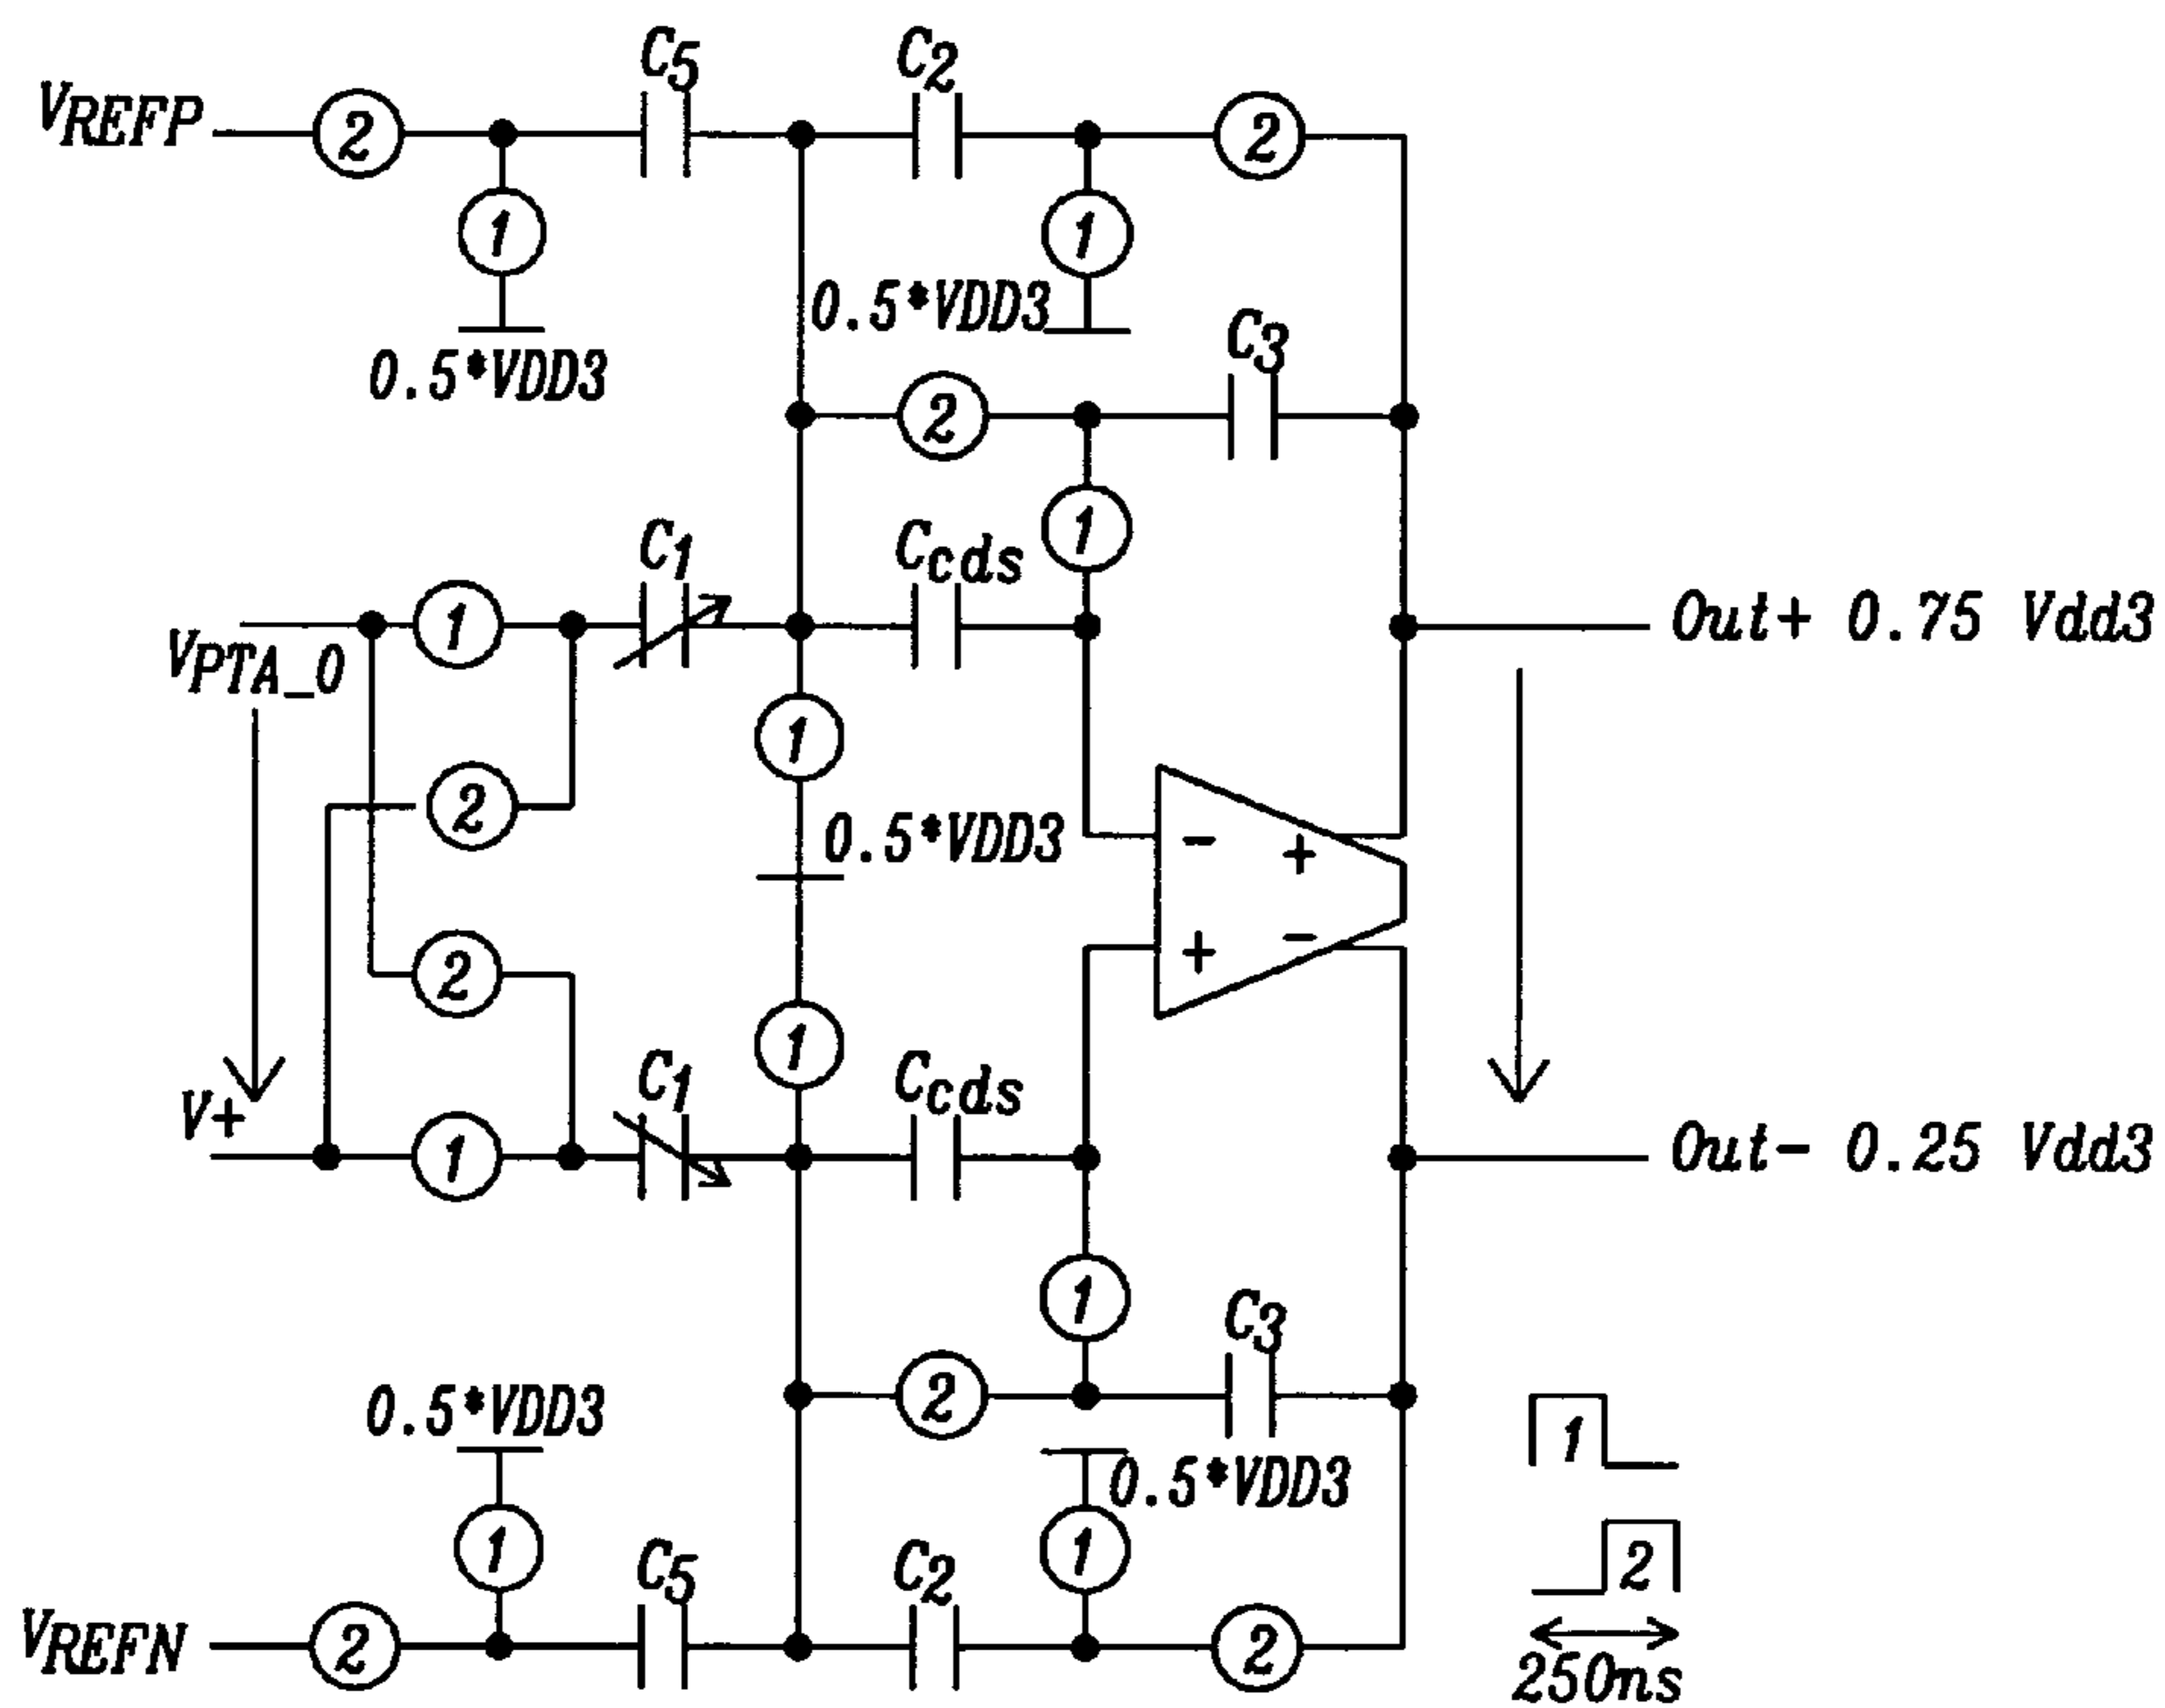 C5 C2
VREFP 2 2
1 1
0.5*VDD3 C3
0.5*VDD3
2
C1 Ccds 1
1 Out+ 0.75 Vdd3
VPTA_0
1
2 0.5*VDD3
- +
2 + -
1
C1 Ccds
V+ 1 Out- 0.25 Vdd3
1 C3
0.5*VDD3 2 1
0.5*VDD3
1 1
C5 C2 2
VREFN 2 2
250ns